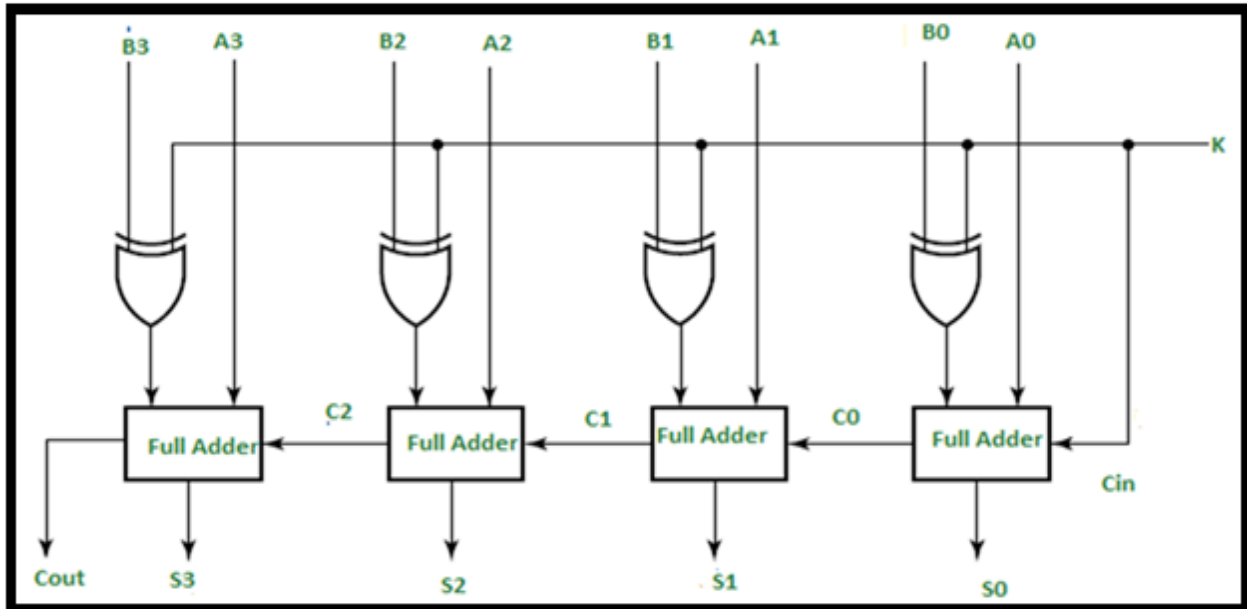 B3 A3 B2 A2 B1 A1 B0 A0
K
C2 C1 C0
Full Adder Full Adder Full Adder Full Adder
Cin
Cout S3 S2 S1 S0